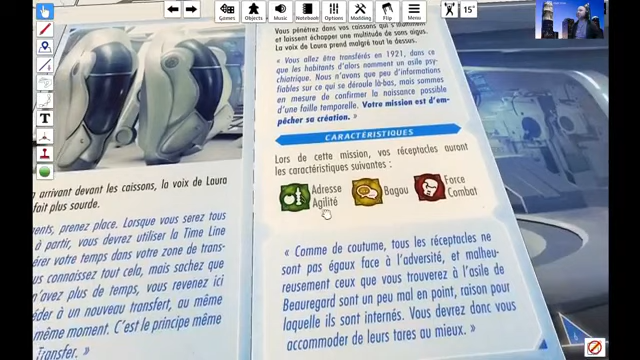 Games
Objects
Music
Notebook
Options
Modding
Flip
Menu
15°
T
Vous pénétrez dans vos caissons qui s'illuminent
et laissent échapper une multitude de sons aigus.
La voix de Laura prend malgré tout le dessus.
« Vous allez être transférés en 1921, dans ce
que les habitants d'alors nomment un asile psy-
chiatrique. Nous n'avons que peu d'informations
fiables sur ce qui se déroule là-bas, mais sommes
en mesure de confirmer la naissance possible
d'une faille temporelle. Votre mission est d'em-
pêcher sa création. »
CARACTÉRISTIQUES
Lors de cette mission, vos réceptacles auront
les caractéristiques suivantes :
Adresse
Agilité
Bagou
Force
Combat
« Comme de coutume, tous les réceptacles ne
sont pas égaux face à l'adversité, et malheu-
reusement ceux que vous trouverez à l'asile de
Beauregard sont un peu mal en point, raison pour
laquelle ils sont internés. Vous devrez donc vous
accommoder de leurs tares au mieux. »
arrivant devant les caissons, la voix de Laura
fait plus sourde.
ents, prenez place. Lorsque vous serez tous
à partir, vous devrez utiliser la Time Line
érer votre temps dans votre zone de trans-
us connaissez tout cela, mais sachez que
n'avez plus de temps, vous revenez ici
éder à un nouveau transfert, au même
même moment. C'est le principe même
Transfer. »